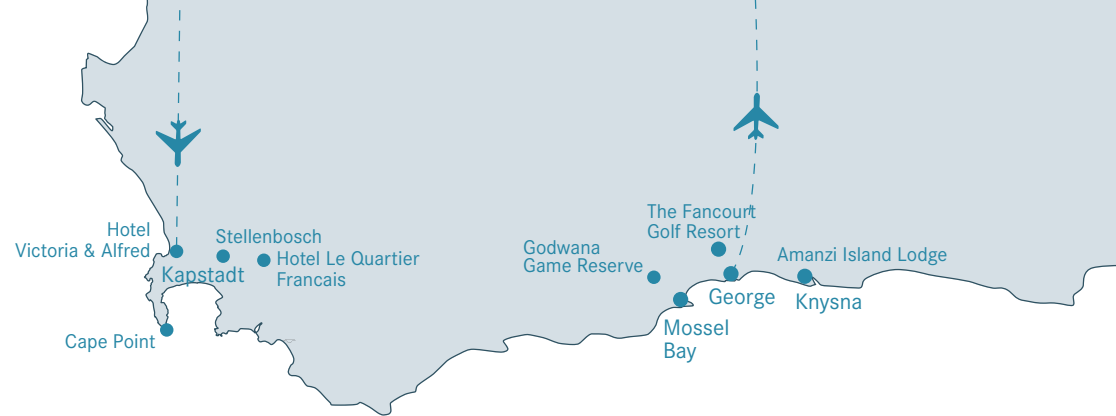 Hotel
Victoria & Alfred
Kapstadt
Stellenbosch
Hotel Le Quartier
Francais
Cape Point
Godwana
Game Reserve
The Fancourt
Golf Resort
Mossel
Bay
George
Amanzi Island Lodge
Knysna